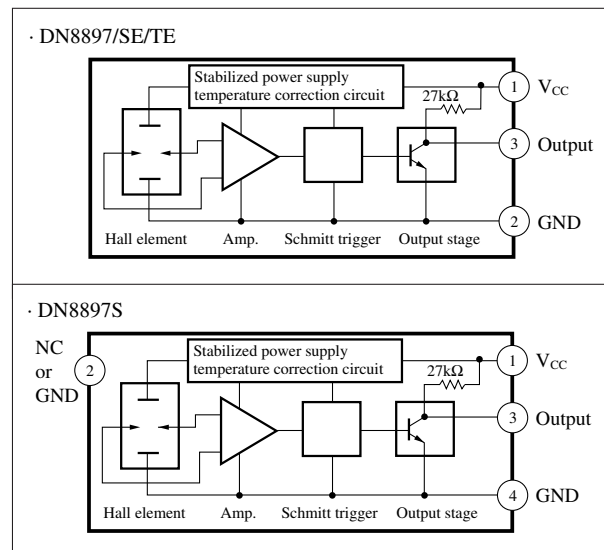 · DN8897/SE/TE
Stabilized power supply
temperature correction circuit
27kΩ
1
VCC
3
Output
2
GND
Hall element
Amp.
Schmitt trigger
Output stage
· DN8897S
NC
or
GND
2
Stabilized power supply
temperature correction circuit
27kΩ
1
VCC
3
Output
4
GND
Hall element
Amp.
Schmitt trigger
Output stage